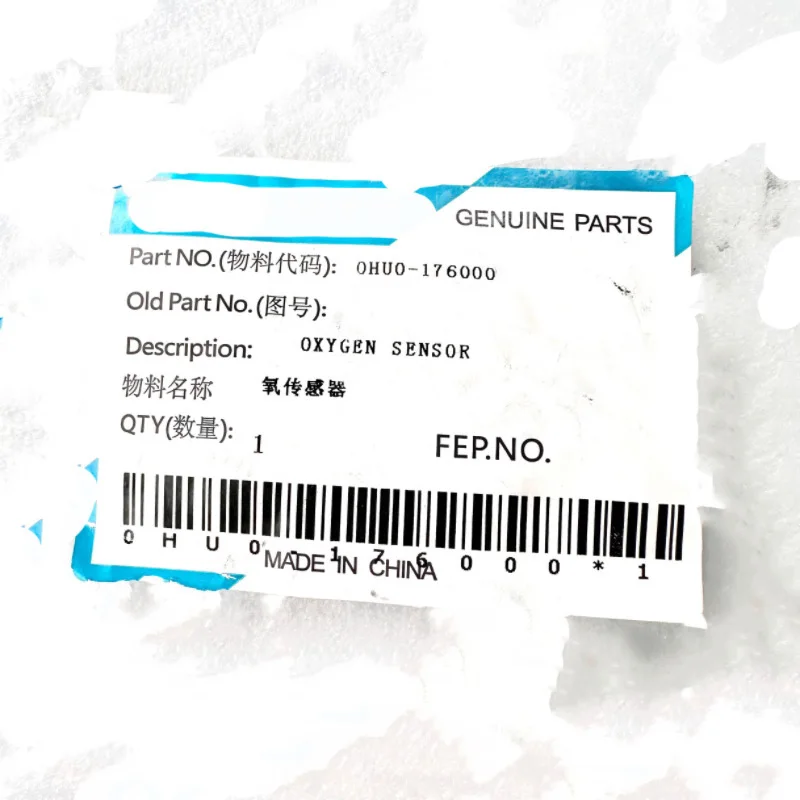 GENUINE PARTS
Part NO.(物料代码): 0HU0-176000
Old Part No.(图号):
Description: OXYGEN SENSOR
物料名称 氧传感器
QTY(数量): 1
FEP.NO.
0HU0-176000*1
MADE IN CHINA